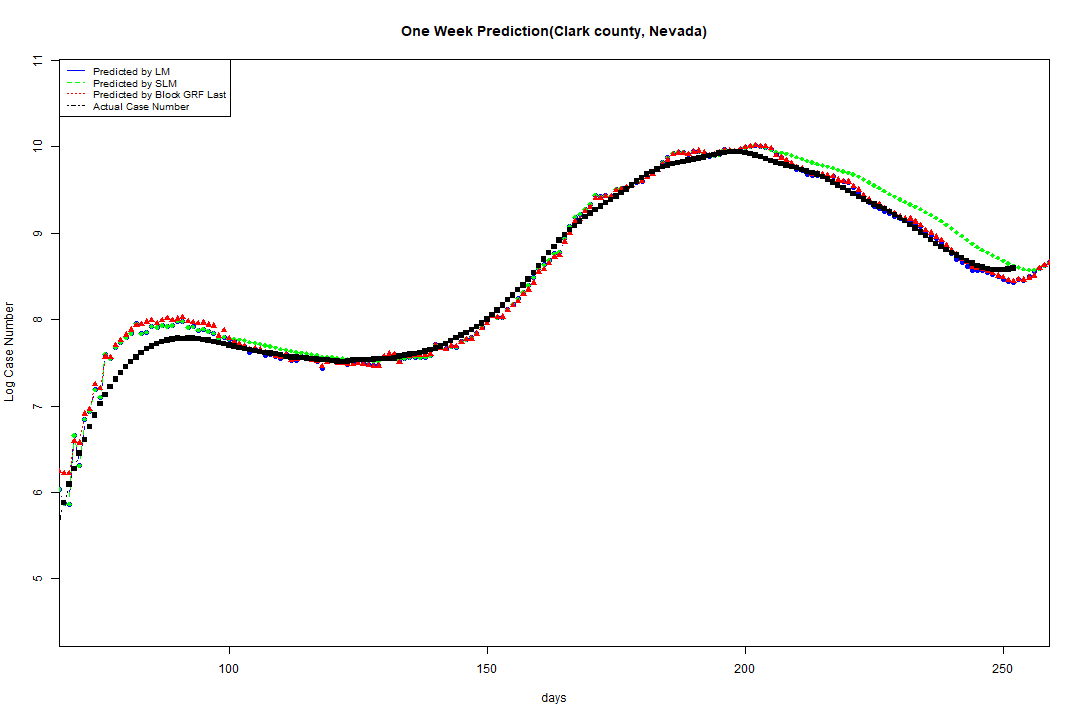 One Week Prediction(Clark county, Nevada)
Predicted by LM
Predicted by SLM
Predicted by Block GRF Last
Actual Case Number
Log Case Number
11
10
9
8
7
6
5
100 150 200 250
days